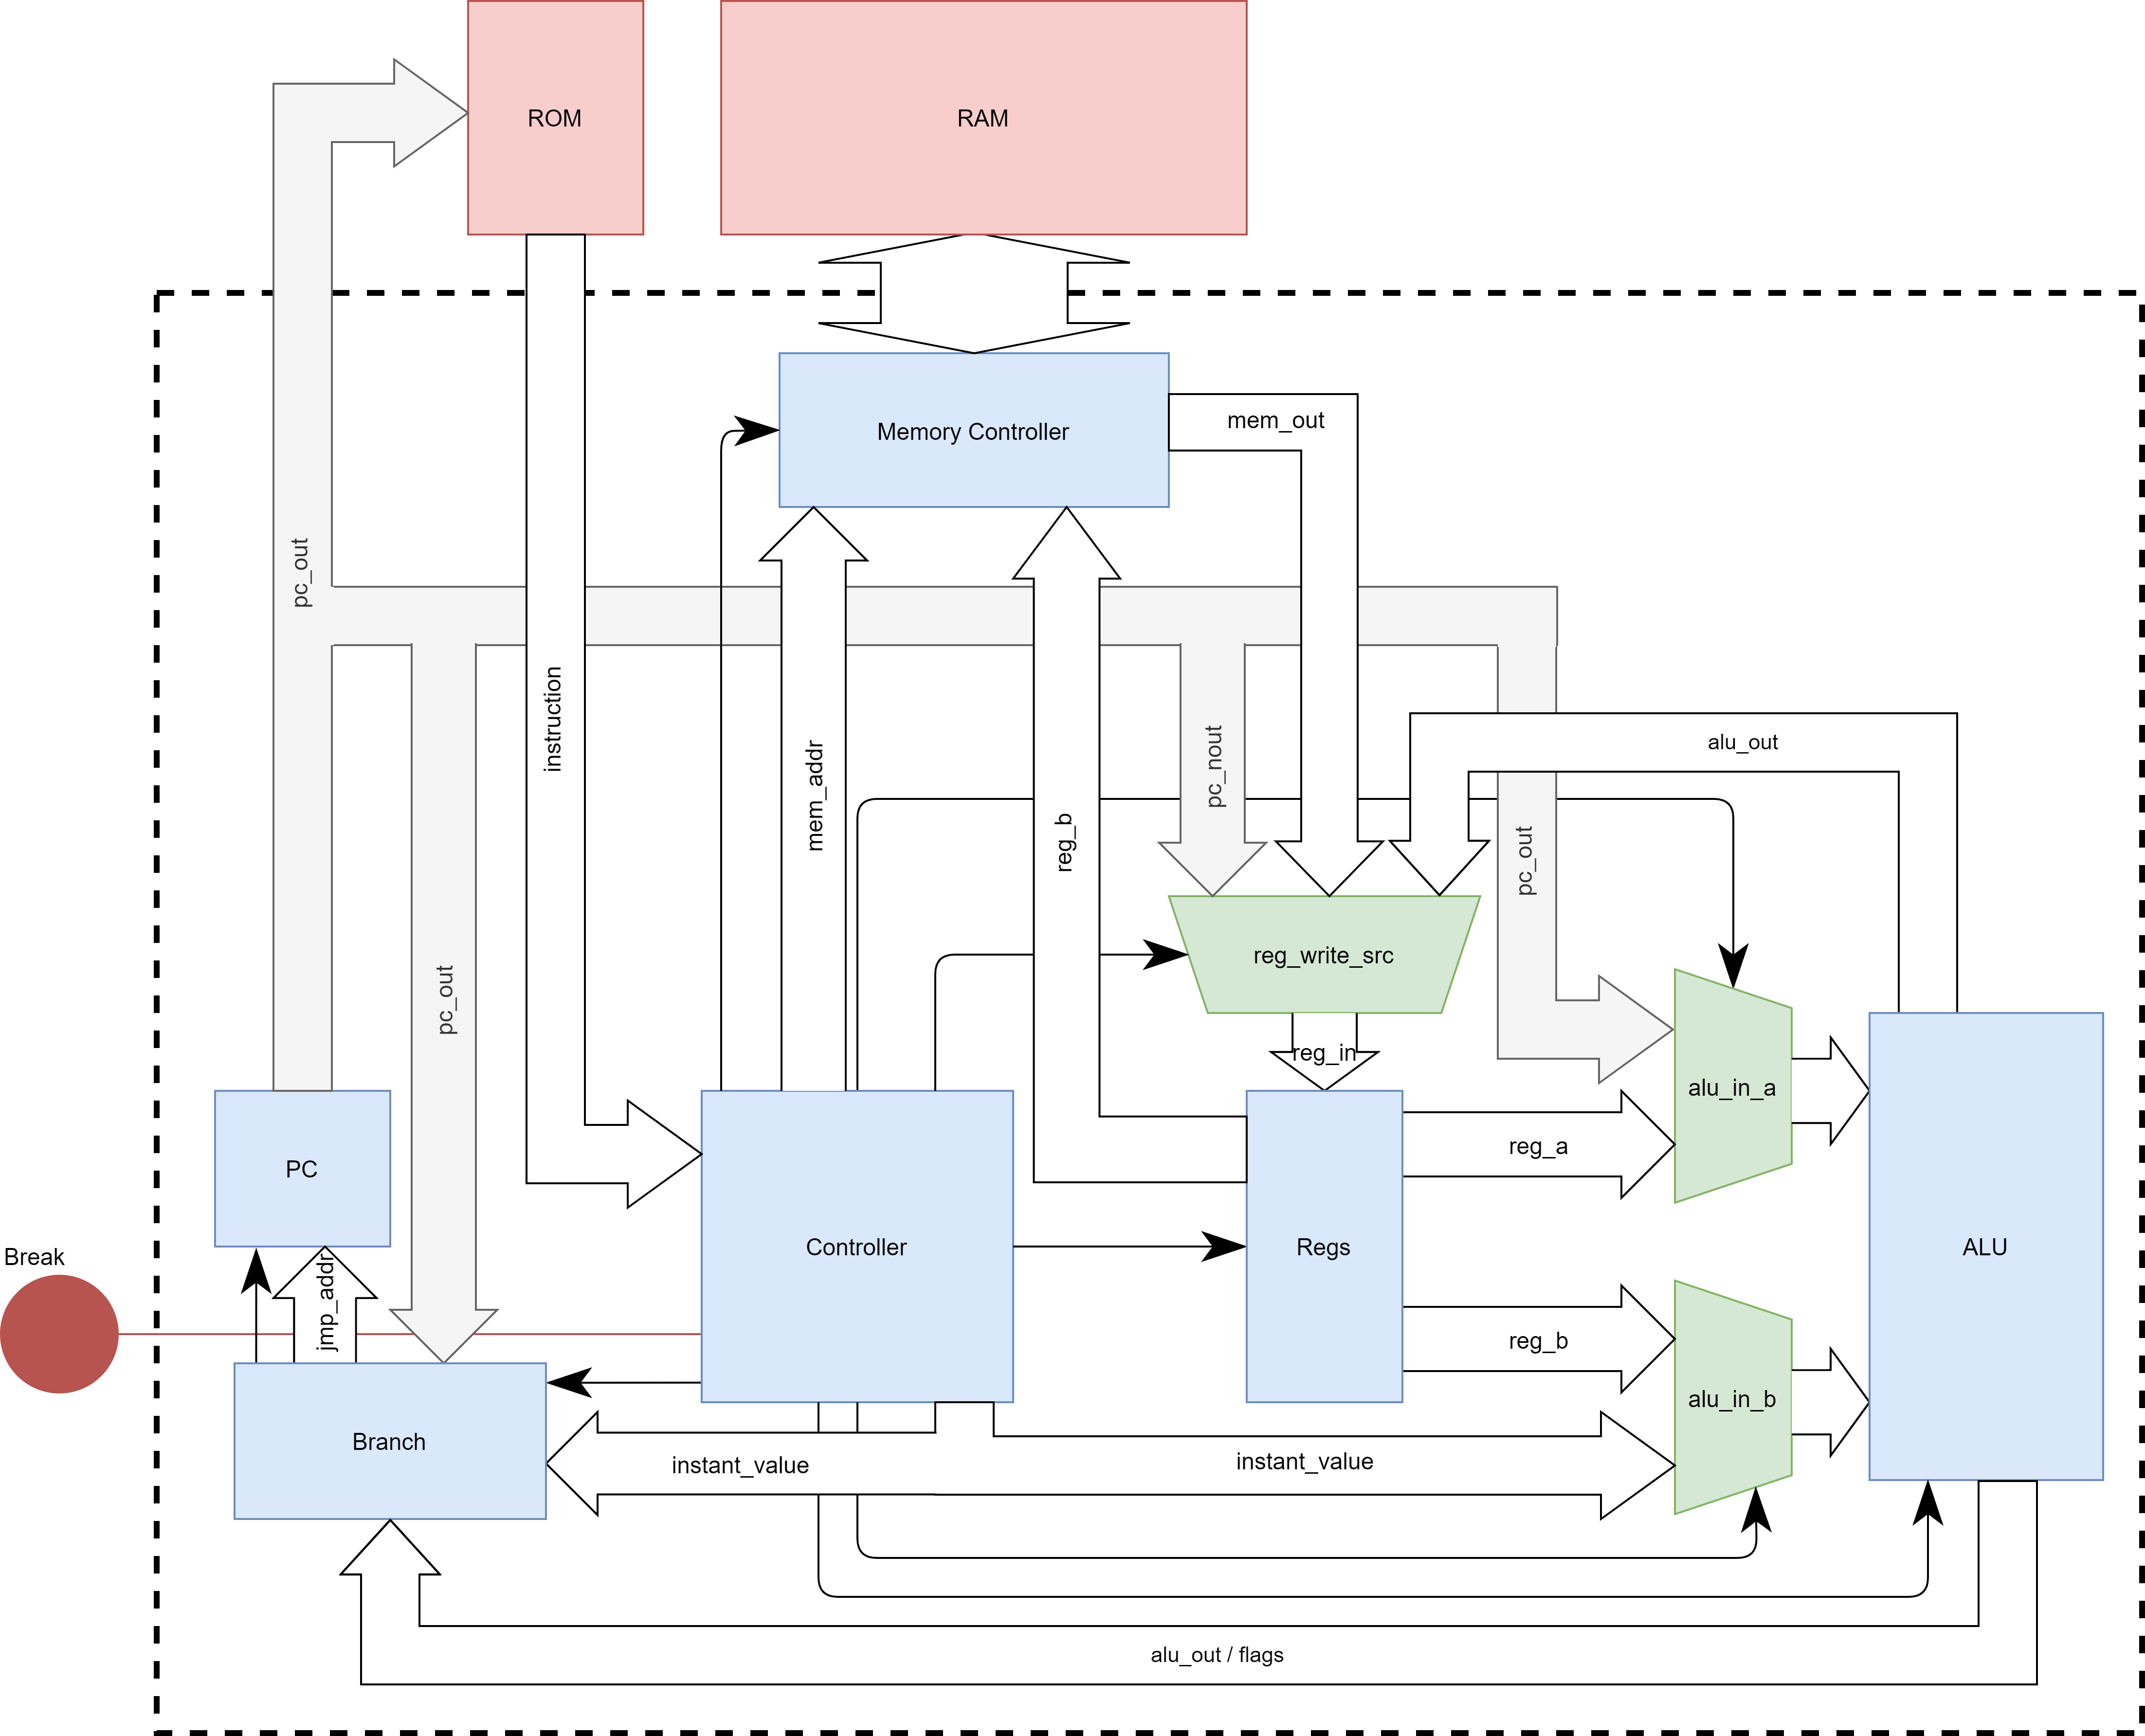 ROM
RAM
Memory Controller
mem_out
pc_out
instruction
mem_addr
reg_b
pc_nout
alu_out
pc_out
pc_out
reg_write_src
reg_in
alu_in_a
PC
reg_a
Controller
Regs
ALU
Break
jmp_addr
reg_b
alu_in_b
Branch
instant_value
instant_value
alu_out / flags